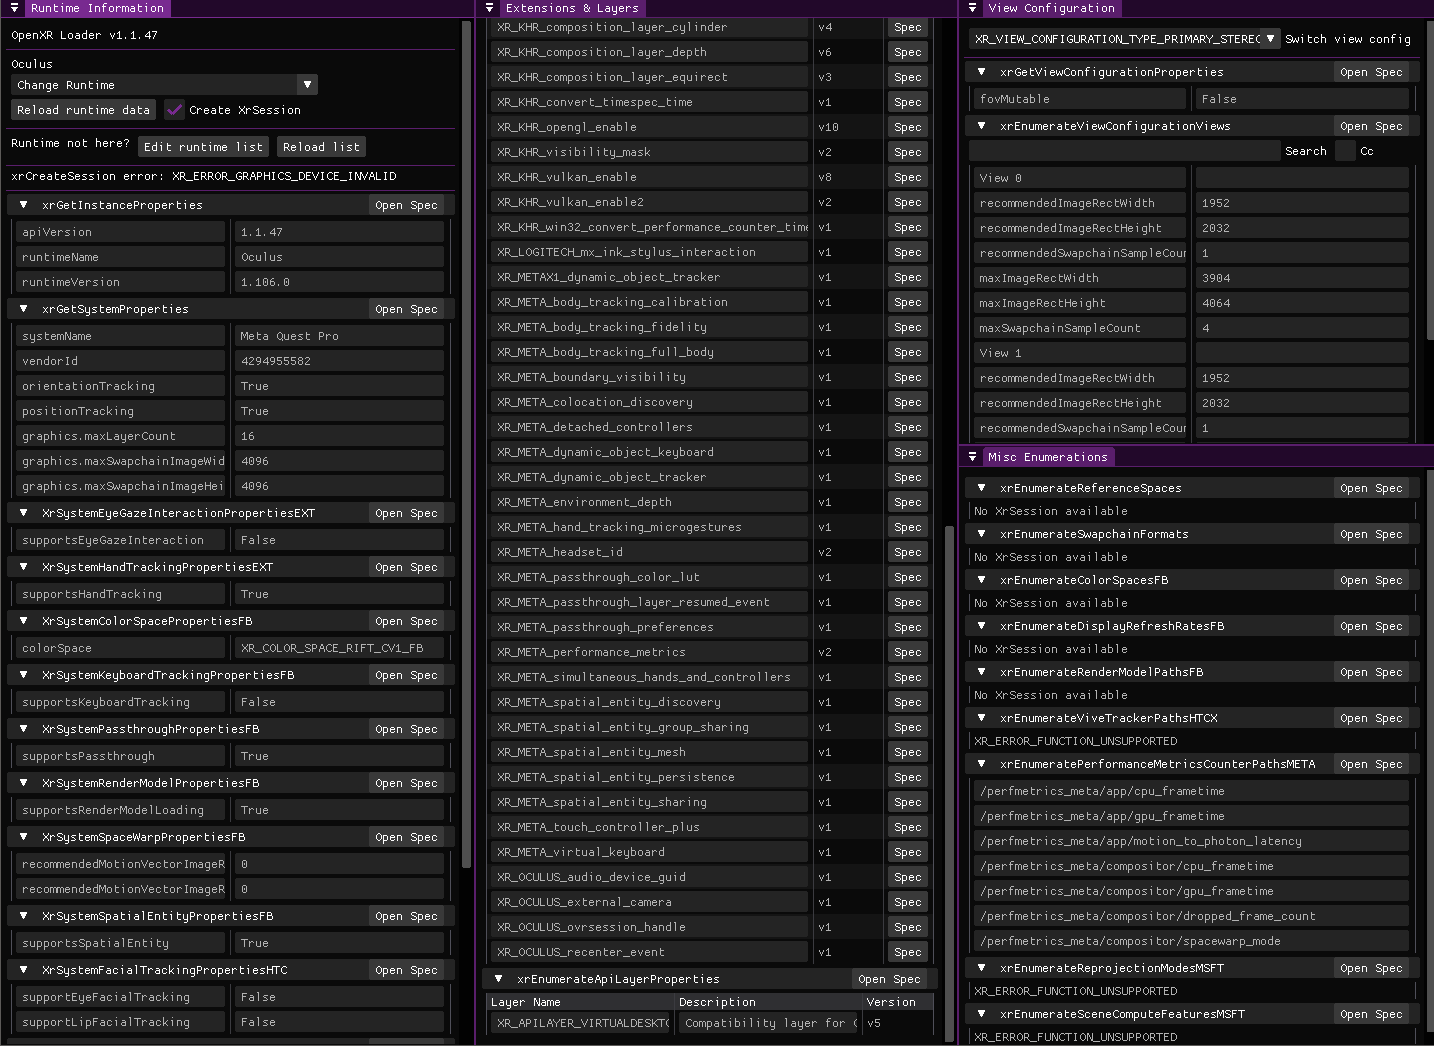 Runtime Information
OpenXR Loader v1.1.47
Oculus
Change Runtime
Reload runtime data Create XrSession
Runtime not here? Edit runtime list Reload list
xrCreateSession error: XR_ERROR_GRAPHICS_DEVICE_INVALID
xrGetInstanceProperties Open Spec
apiVersion 1.1.47
runtimeName Oculus
runtimeVersion 1.106.0
xrGetSystemProperties Open Spec
systemName Meta Quest Pro
vendorId 4294955582
orientationTracking True
positionTracking True
graphics.maxLayerCount 16
graphics.maxSwapchainImageWid 4096
graphics.maxSwapchainImageHei 4096
XrSystemEyeGazeInteractionPropertiesEXT Open Spec
supportsEyeGazeInteraction False
XrSystemHandTrackingPropertiesEXT Open Spec
supportsHandTracking True
XrSystemColorSpacePropertiesFB Open Spec
colorSpace XR_COLOR_SPACE_RIFT_CV1_FB
XrSystemKeyboardTrackingPropertiesFB Open Spec
supportsKeyboardTracking False
XrSystemPassthroughPropertiesFB Open Spec
supportsPassthrough True
XrSystemRenderModelPropertiesFB Open Spec
supportsRenderModelLoading True
XrSystemSpaceWarpPropertiesFB Open Spec
recommendedMotionVectorImageR 0
recommendedMotionVectorImageR 0
XrSystemSpatialEntityPropertiesFB Open Spec
supportsSpatialEntity True
XrSystemFacialTrackingPropertiesHTC Open Spec
supportEyeFacialTracking False
supportLipFacialTracking False
Extensions & Layers
XR_KHR_composition_layer_cylinder v4 Spec
XR_KHR_composition_layer_depth v6 Spec
XR_KHR_composition_layer_equirect v3 Spec
XR_KHR_convert_timespec_time v1 Spec
XR_KHR_opengl_enable v10 Spec
XR_KHR_visibility_mask v2 Spec
XR_KHR_vulkan_enable v8 Spec
XR_KHR_vulkan_enable2 v2 Spec
XR_KHR_win32_convert_performance_counter_time v1 Spec
XR_LOGITECH_mx_ink_stylus_interaction v1 Spec
XR_METAX1_dynamic_object_tracker v1 Spec
XR_META_body_tracking_calibration v1 Spec
XR_META_body_tracking_fidelity v1 Spec
XR_META_body_tracking_full_body v1 Spec
XR_META_boundary_visibility v1 Spec
XR_META_colocation_discovery v1 Spec
XR_META_detached_controllers v1 Spec
XR_META_dynamic_object_keyboard v1 Spec
XR_META_dynamic_object_tracker v1 Spec
XR_META_environment_depth v1 Spec
XR_META_hand_tracking_microgestures v1 Spec
XR_META_headset_id v2 Spec
XR_META_passthrough_color_lut v1 Spec
XR_META_passthrough_layer_resumed_event v1 Spec
XR_META_passthrough_preferences v1 Spec
XR_META_performance_metrics v2 Spec
XR_META_simultaneous_hands_and_controllers v1 Spec
XR_META_spatial_entity_discovery v1 Spec
XR_META_spatial_entity_group_sharing v1 Spec
XR_META_spatial_entity_mesh v1 Spec
XR_META_spatial_entity_persistence v1 Spec
XR_META_spatial_entity_sharing v1 Spec
XR_META_touch_controller_plus v1 Spec
XR_META_virtual_keyboard v1 Spec
XR_OCULUS_audio_device_guid v1 Spec
XR_OCULUS_external_camera v1 Spec
XR_OCULUS_ovrsession_handle v1 Spec
XR_OCULUS_recenter_event v1 Spec
xrEnumerateApiLayerProperties Open Spec
Layer Name Description Version
XR_APILAYER_VIRTUALDESKTO Compatibility layer for v5
View Configuration
XR_VIEW_CONFIGURATION_TYPE_PRIMARY_STEREO Switch view config
xrGetViewConfigurationProperties Open Spec
fovMutable False
xrEnumerateViewConfigurationViews Open Spec
Search Cc
View 0
recommendedImageRectWidth 1952
recommendedImageRectHeight 2032
recommendedSwapchainSampleCoun 1
maxImageRectWidth 3904
maxImageRectHeight 4064
maxSwapchainSampleCount 4
View 1
recommendedImageRectWidth 1952
recommendedImageRectHeight 2032
recommendedSwapchainSampleCoun 1
Misc Enumerations
xrEnumerateReferenceSpaces Open Spec
No XrSession available
xrEnumerateSwapchainFormats Open Spec
No XrSession available
xrEnumerateColorSpacesFB Open Spec
No XrSession available
xrEnumerateDisplayRefreshRatesFB Open Spec
No XrSession available
xrEnumerateRenderModelPathsFB Open Spec
No XrSession available
xrEnumerateViveTrackerPathsHTCX Open Spec
XR_ERROR_FUNCTION_UNSUPPORTED
xrEnumeratePerformanceMetricsCounterPathsMETA Open Spec
/perfmetrics_meta/app/cpu_frametime
/perfmetrics_meta/app/gpu_frametime
/perfmetrics_meta/app/motion_to_photon_latency
/perfmetrics_meta/compositor/cpu_frametime
/perfmetrics_meta/compositor/gpu_frametime
/perfmetrics_meta/compositor/dropped_frame_count
/perfmetrics_meta/compositor/spacewarp_mode
xrEnumerateReprojectionModesMSFT Open Spec
XR_ERROR_FUNCTION_UNSUPPORTED
xrEnumerateSceneComputeFeaturesMSFT Open Spec
XR_ERROR_FUNCTION_UNSUPPORTED